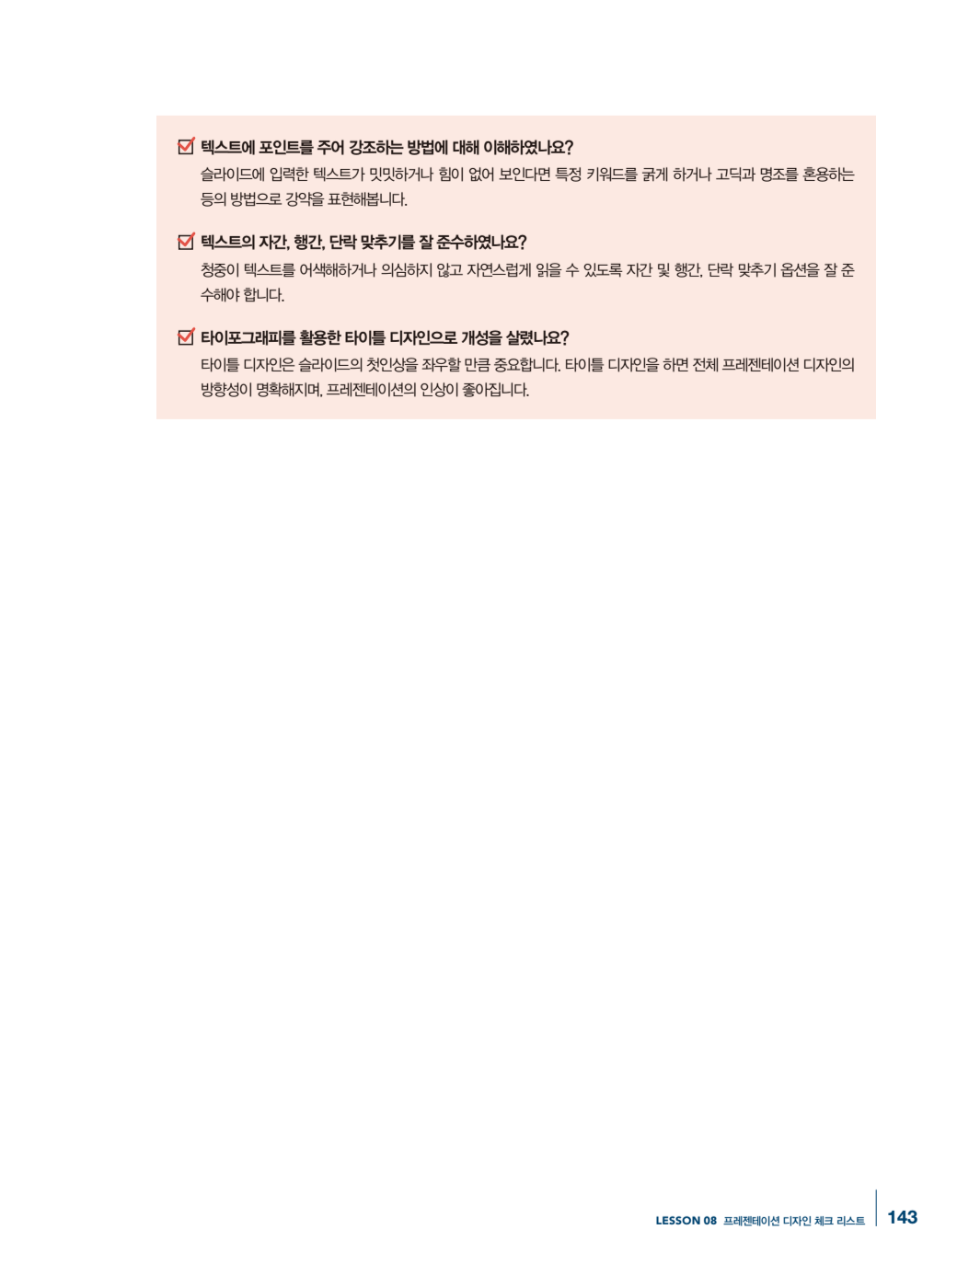 텍스트에 포인트를 주어 강조하는 방법에 대해 이해하였나요?
슬라이드에 입력한 텍스트가 밋밋하거나 힘이 없어 보인다면 특정 키워드를 굵게 하거나 고딕과 명조를 혼용하는
등의 방법으로 강약을 표현해봅니다.
텍스트의 자간, 행간, 단락 맞추기를 잘 준수하였나요?
청중이 텍스트를 어색해하거나 의심하지 않고 자연스럽게 읽을 수 있도록 자간 및 행간, 단락 맞추기 옵션을 잘 준
수해야 합니다.
타이포그래피를 활용한 타이틀 디자인으로 개성을 살렸나요?
타이틀 디자인은 슬라이드의 첫인상을 좌우할 만큼 중요합니다. 타이틀 디자인을 하면 전체 프레젠테이션 디자인의
방향성이 명확해지며, 프레젠테이션의 인상이 좋아집니다.
LESSON 08 프레젠테이션 디자인 체크 리스트 143